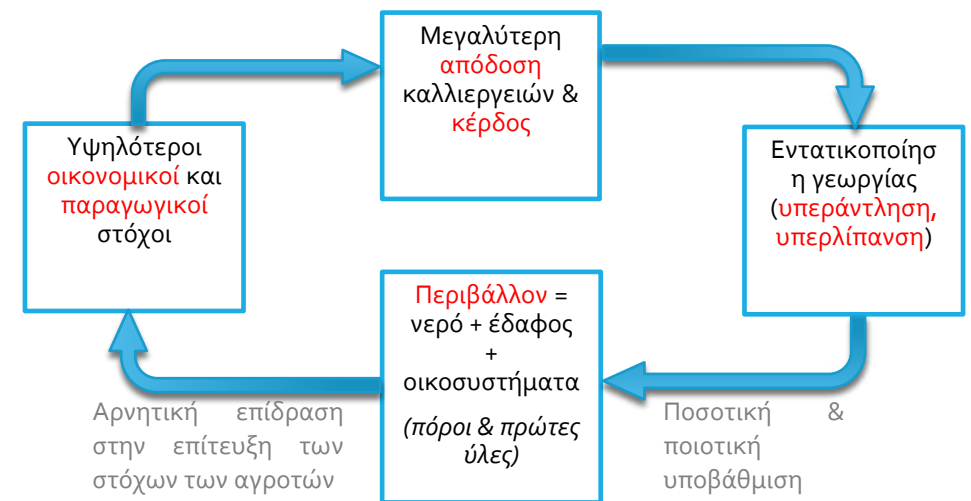 Μεγαλύτερη
απόδοση
καλλιεργειών &
κέρδος
Υψηλότεροι
οικονομικοί και
παραγωγικοί
στόχοι
Εντατικοποίησ
η γεωργίας
(υπεράντληση,
υπερλίπανση)
Περιβάλλον =
νερό + έδαφος
+
οικοσυστήματα
(πόροι & πρώτες
ύλες)
Αρνητική επίδραση
στην επίτευξη των
στόχων των αγροτών
Ποσοτική &
ποιοτική
υποβάθμιση